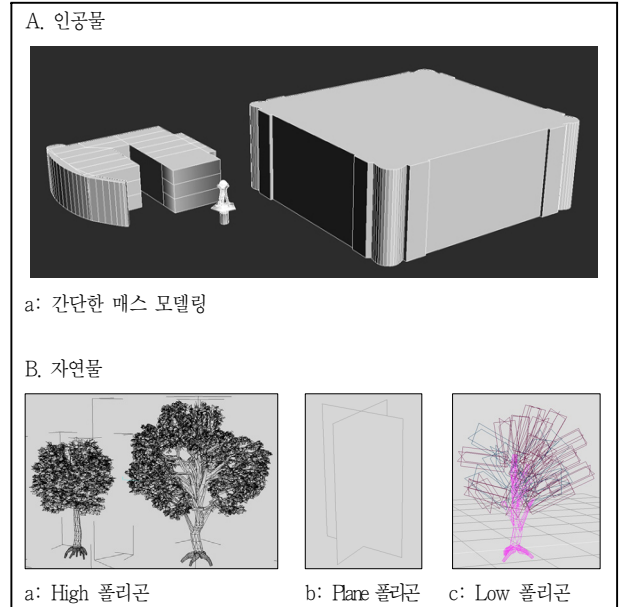 A. 인공물
a: 간단한 매스 모델링
B. 자연물
a: High 폴리곤
b: Plane 폴리곤
c: Low 폴리곤